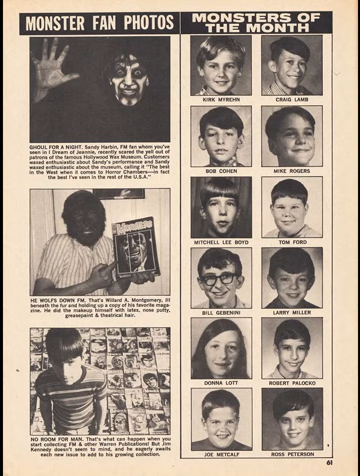 MONSTER FAN PHOTOS
GHOUL FOR A NIGHT. Sandy Harbin, FM fan whom you've
seen in I Dream of Jeannie, recently scared the yell out of
patrons of the famous Hollywood Wax Museum. Customers
waxed enthusiastic about Sandy's performance and Sandy
waxed enthusiastic about the museum, calling it "The best
in the West when it comes to Horror Chambers—in fact
the best I've seen in the rest of the U.S.A."
HE WOLFS DOWN FM. That's Willard A. Montgomery, III
beneath the fur and holding up a copy of his favorite maga-
zine. He did the makeup himself with latex, nose putty,
greasepaint & theatrical hair.
NO ROOM FOR MAN. That's what can happen when you
start collecting FM & other Warren Publications! But Jim
Kennedy doesn't seem to mind, and he eagerly awaits
each new issue to add to his growing collection.
MONSTERS OF
THE MONTH
KIRK MYREHN
CRAIG LAMB
BOB COHEN
MIKE ROGERS
MITCHELL LEE BOYD
TOM FORD
BILL GEBENINI
LARRY MILLER
DONNA LOTT
ROBERT PALOCKO
JOE METCALF
ROSS PETERSON